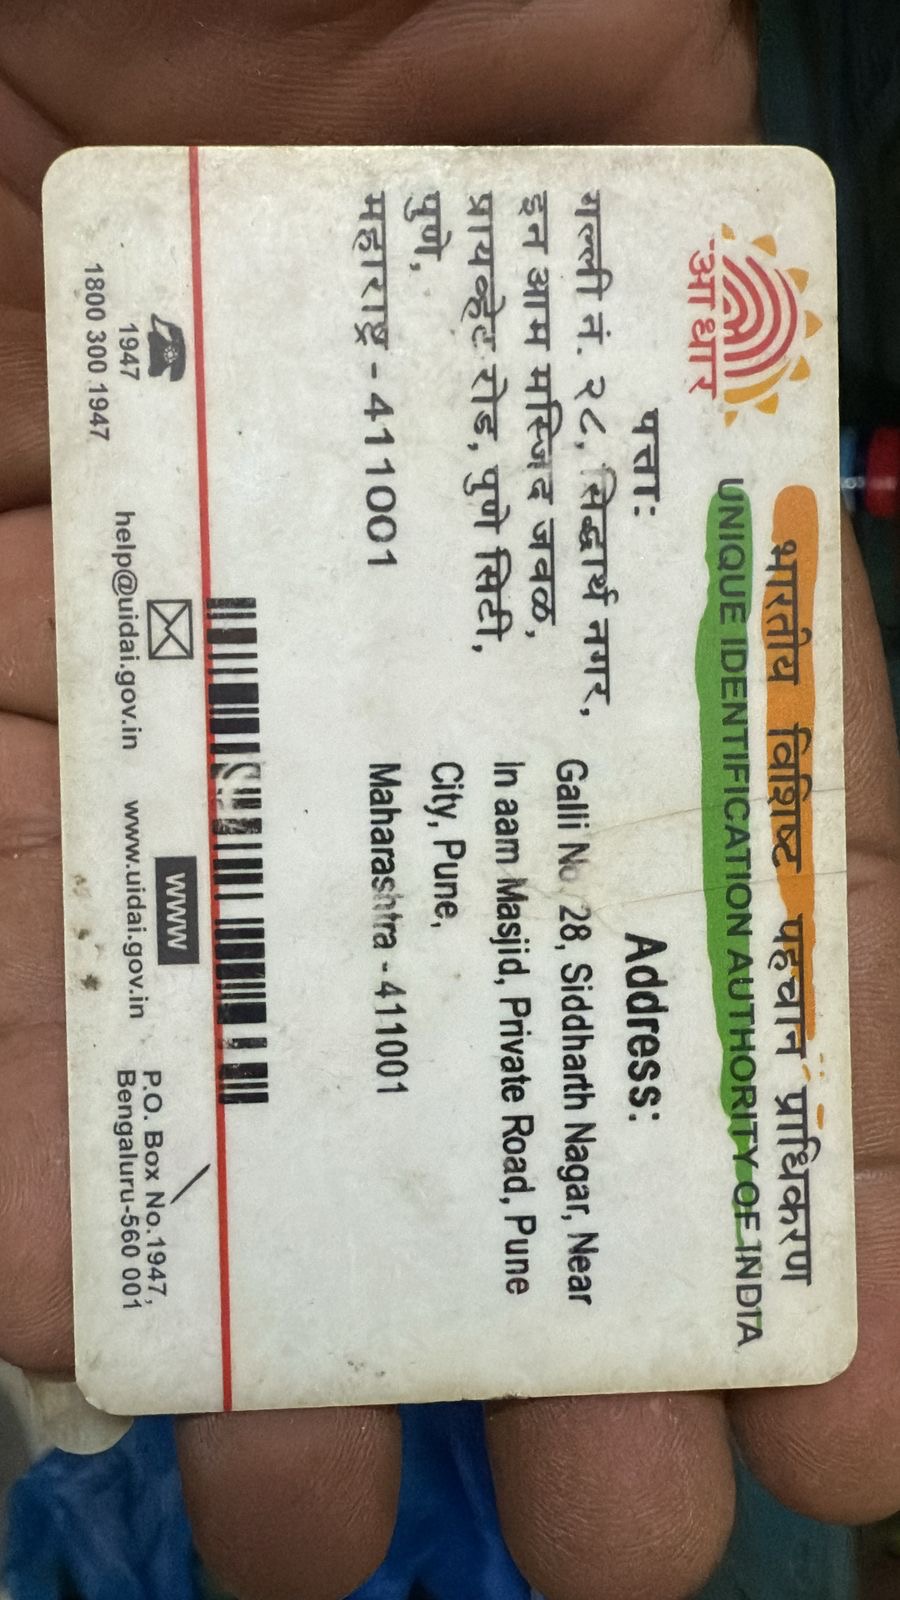 आधार
भारतीय विशिष्ट पहचान प्राधिकरण
UNIQUE IDENTIFICATION AUTHORITY OF INDIA
पत्ता:
गल्ली नं. २८, सिद्धार्थ नगर,
इन आम मस्जिद जवळ,
प्रायव्हेट रोड, पुणे सिटी,
पुणे,
महाराष्ट्र - 411001
Address:
Galli No 28, Siddharth Nagar, Near
In aam Masjid, Private Road, Pune
City, Pune,
Maharashtra - 411001
1947
1800 300 1947
help@uidai.gov.in
www
www.uidai.gov.in
P.O. Box No.1947,
Bengaluru-560 001